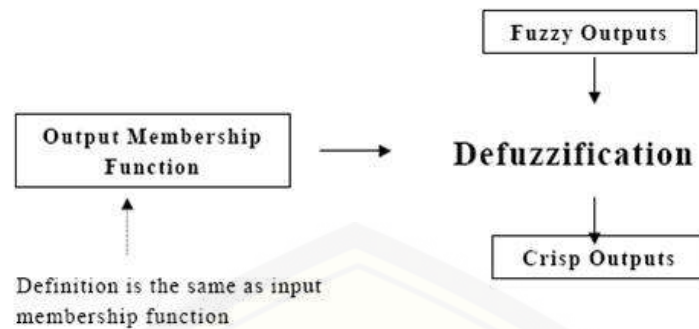 Fuzzy Outputs
Output Membership
Function
Defuzzification
Crisp Outputs
Definition is the same as input
membership function